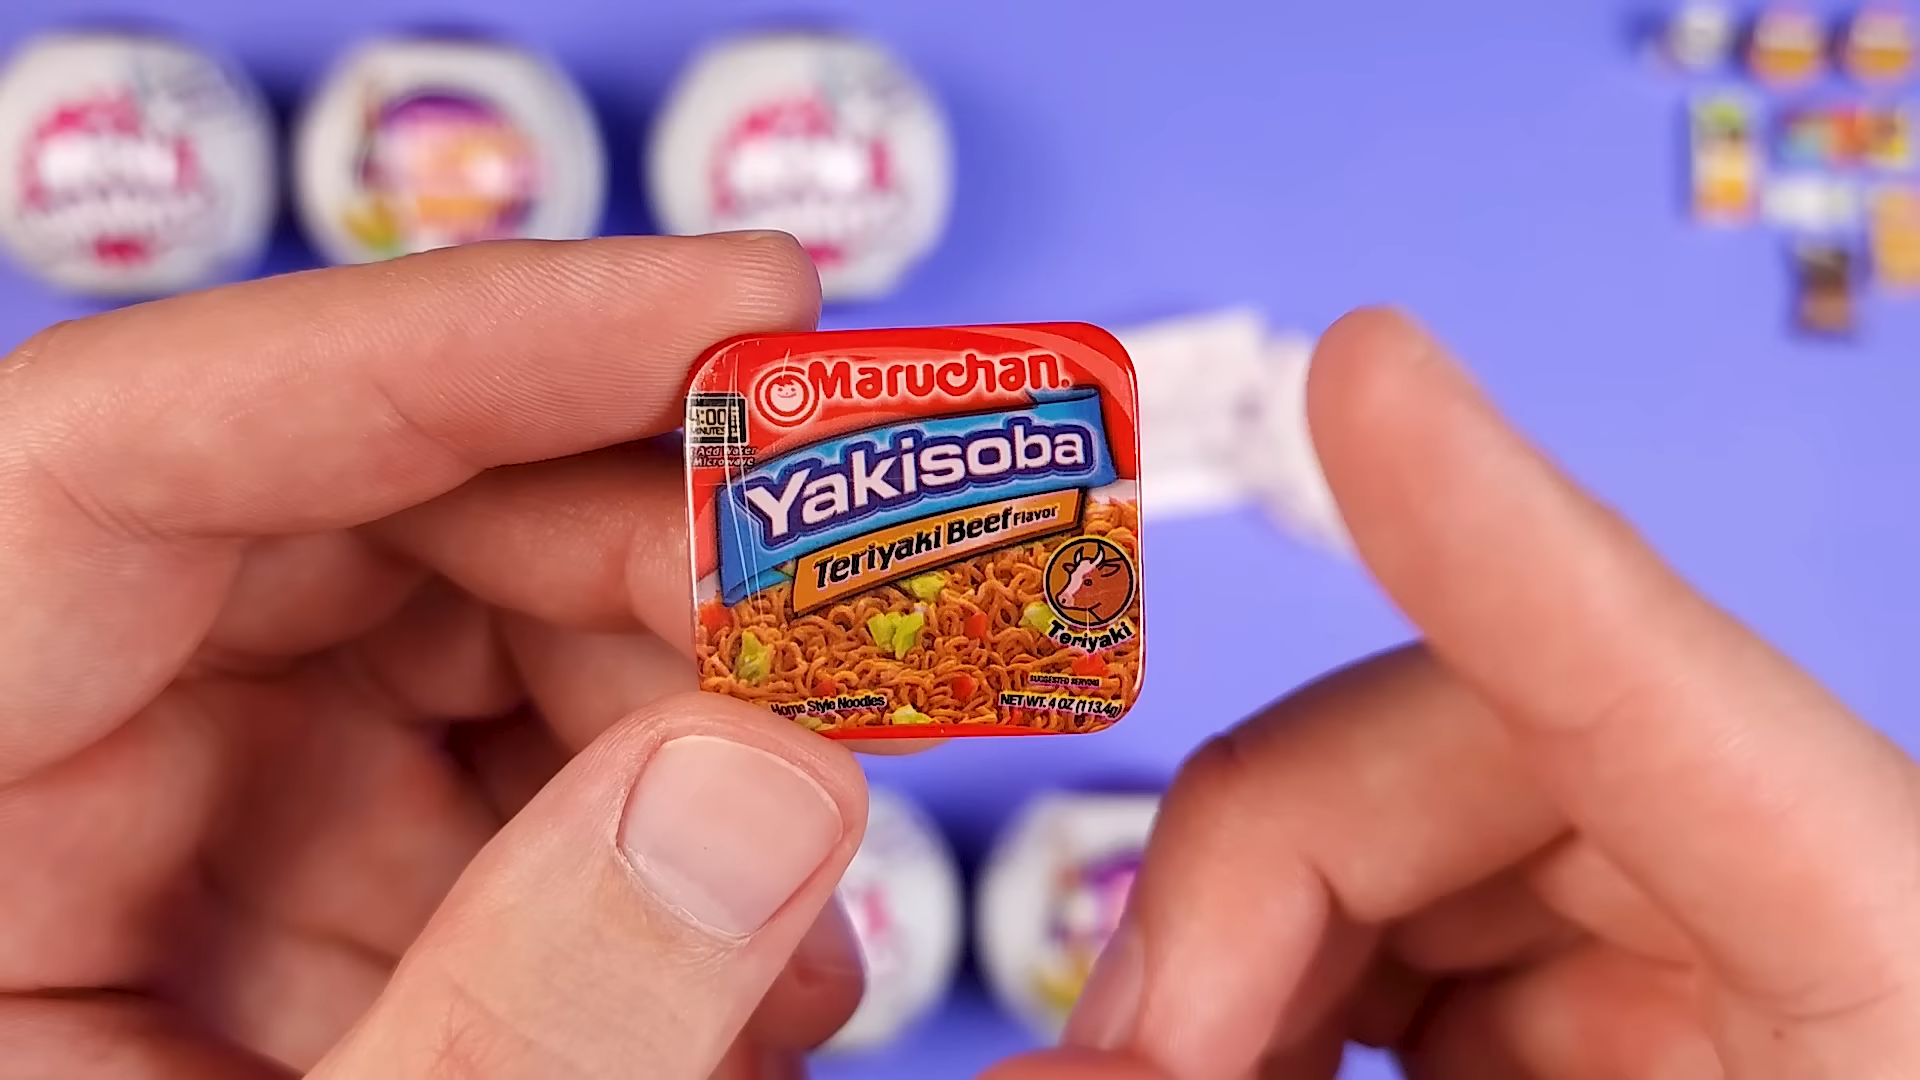 Maruchan®
4:00
MINUTES
Add Water
Microwave
Yakisoba
Teriyaki Beef Flavor
Teriyaki
SUGGESTED SERVING
Home Style Noodles
NET WT. 4 OZ (113.4g)